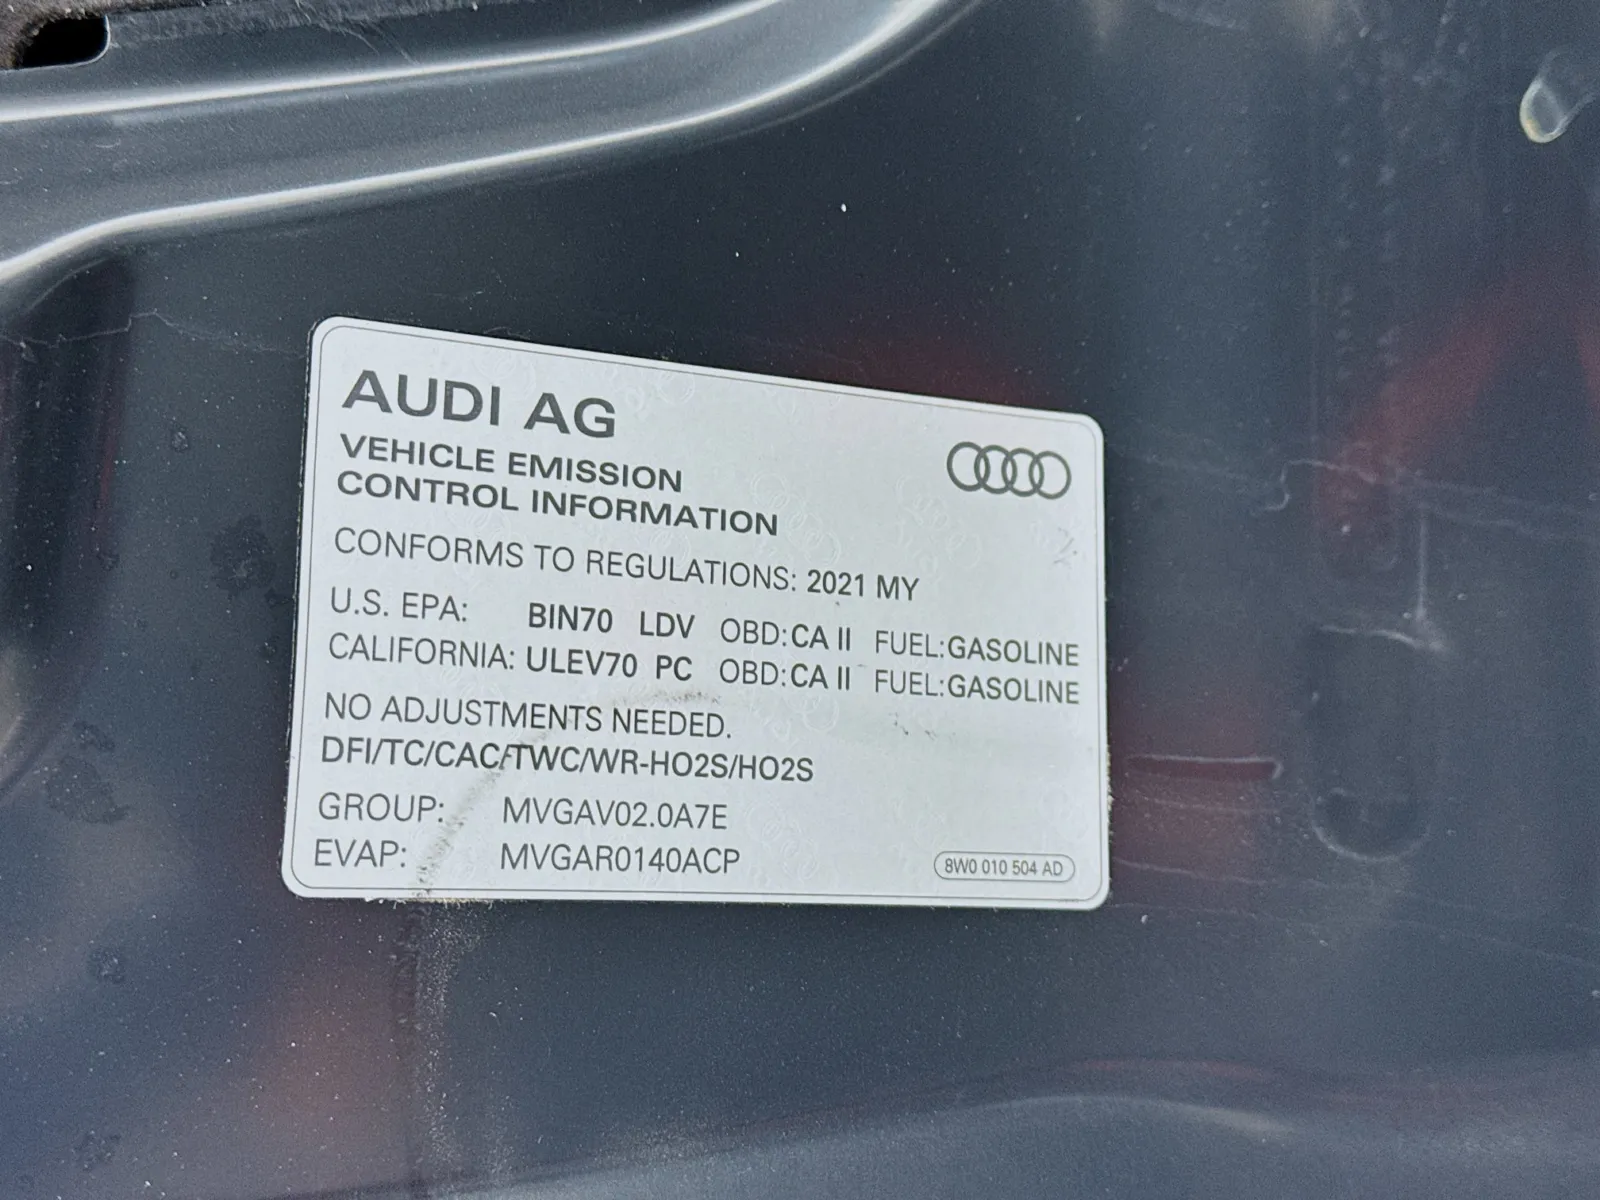 AUDI AG
VEHICLE EMISSION
CONTROL INFORMATION
CONFORMS TO REGULATIONS: 2021 MY
U.S. EPA: BIN70 LDV OBD:CA II FUEL:GASOLINE
CALIFORNIA: ULEV70 PC OBD:CA II FUEL:GASOLINE
NO ADJUSTMENTS NEEDED.
DFI/TC/CAC/TWC/WR-HO2S/HO2S
GROUP: MVGAV02.0A7E
EVAP: MVGAR0140ACP
8W0 010 504 AD